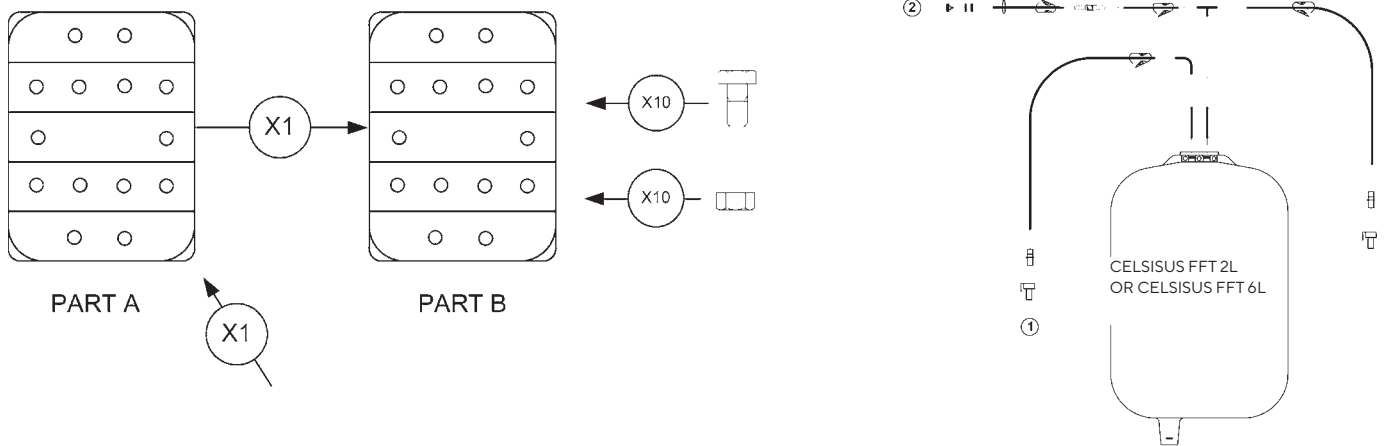 X1
X10
X10
PART A
PART B
X1
2
CELSISUS FFT 2L
OR CELSISUS FFT 6L
1